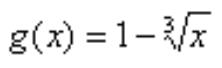 g(x) = 1 − ∛x